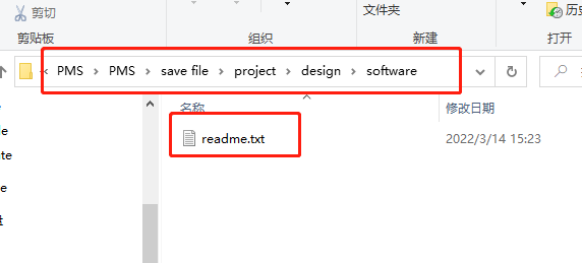 剪切
文件夹
历史
剪贴板
组织
新建
打开
« PMS > PMS > save file > project > design > software
名称
修改日期
readme.txt
2022/3/14 15:23